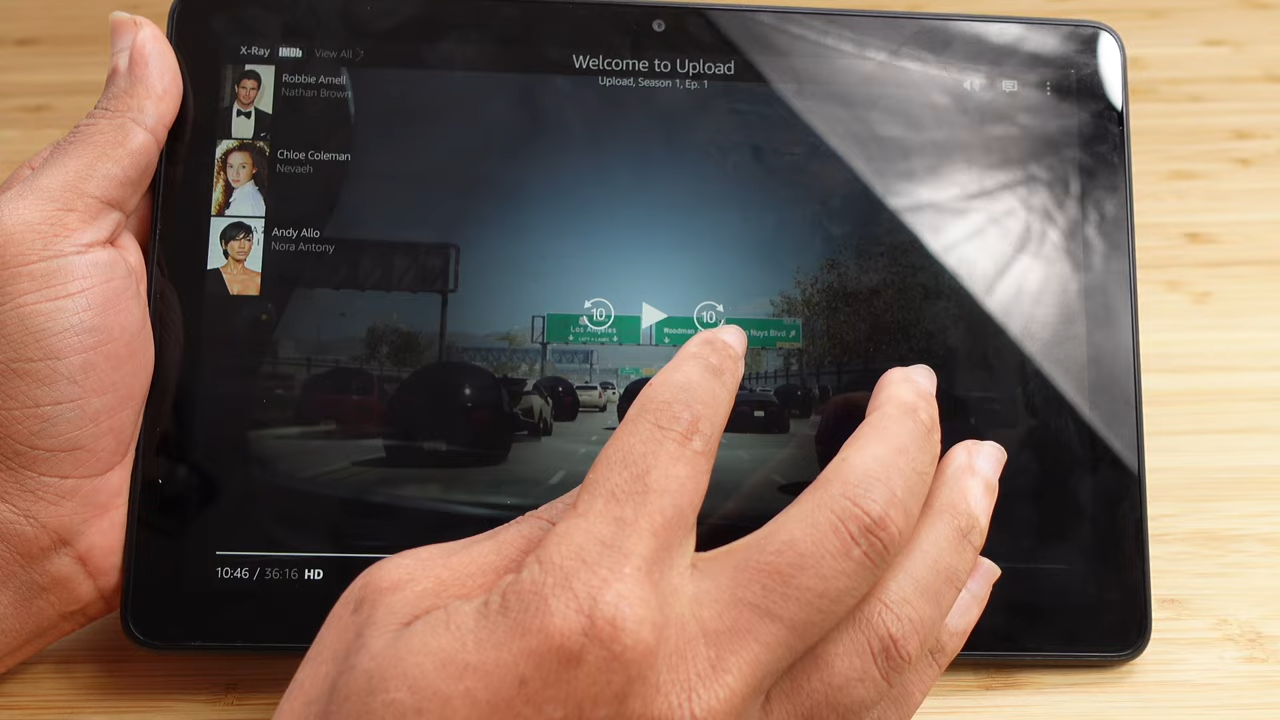 X-Ray IMDb View All
Welcome to Upload
Upload, Season 1, Ep. 1
Robbie Amell
Nathan Brown
Chloe Coleman
Nevaeh
Andy Allo
Nora Antony
10
10
Los Angeles
Woodman
Nuys Blvd
10:46 / 36:16 HD